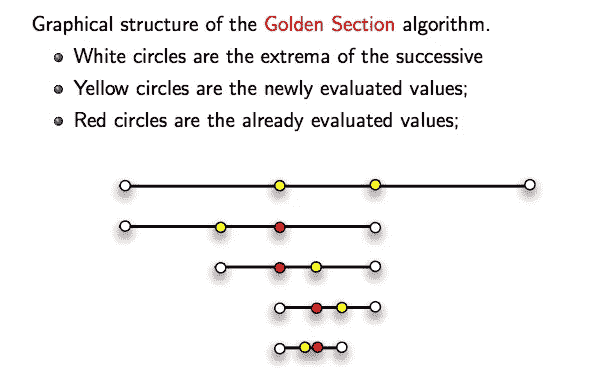 Graphical structure of the Golden Section algorithm.
White circles are the extrema of the successive
Yellow circles are the newly evaluated values;
Red circles are the already evaluated values;